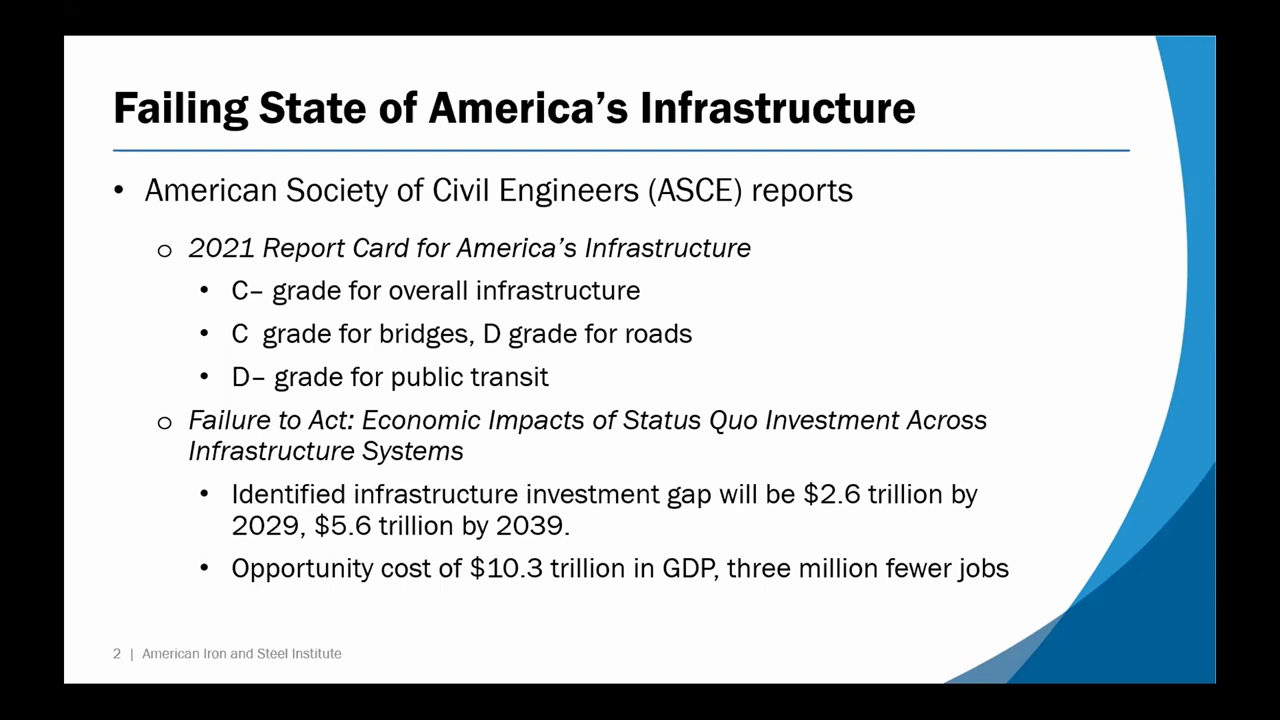 Failing State of America’s Infrastructure
• American Society of Civil Engineers (ASCE) reports
o 2021 Report Card for America’s Infrastructure
• C– grade for overall infrastructure
• C  grade for bridges, D grade for roads
• D– grade for public transit
o Failure to Act: Economic Impacts of Status Quo Investment Across
Infrastructure Systems
• Identified infrastructure investment gap will be $2.6 trillion by
2029, $5.6 trillion by 2039.
• Opportunity cost of $10.3 trillion in GDP, three million fewer jobs
2 | American Iron and Steel Institute